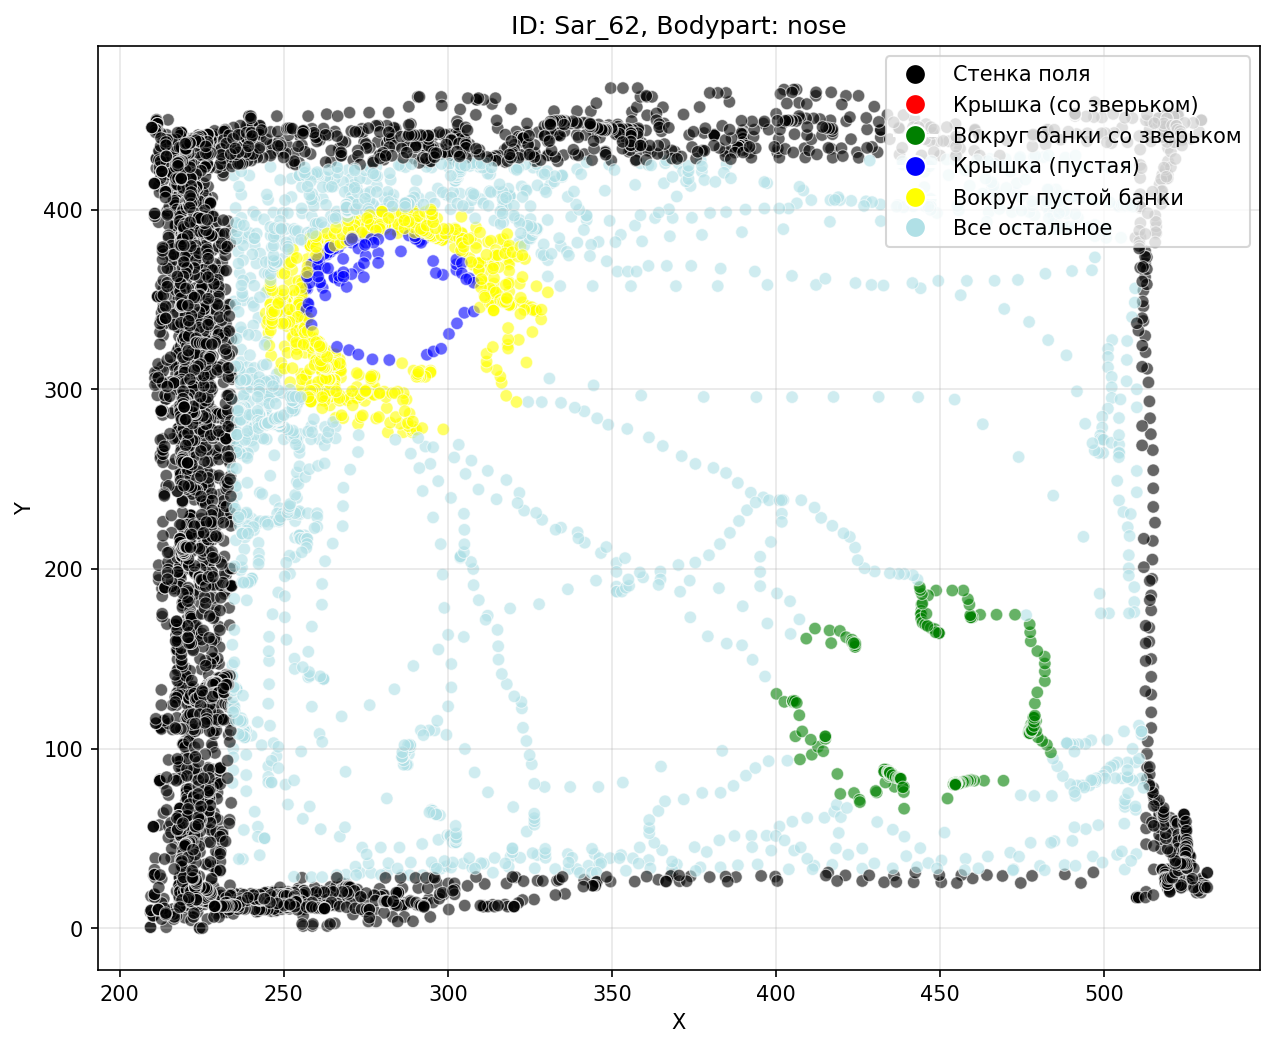 ID: Sar_62, Bodypart: nose
Стенка поля
Крышка (со зверьком)
Вокруг банки со зверьком
Крышка (пустая)
Вокруг пустой банки
Все остальное
400
300
200
100
0
Y
200 250 300 350 400 450 500
X